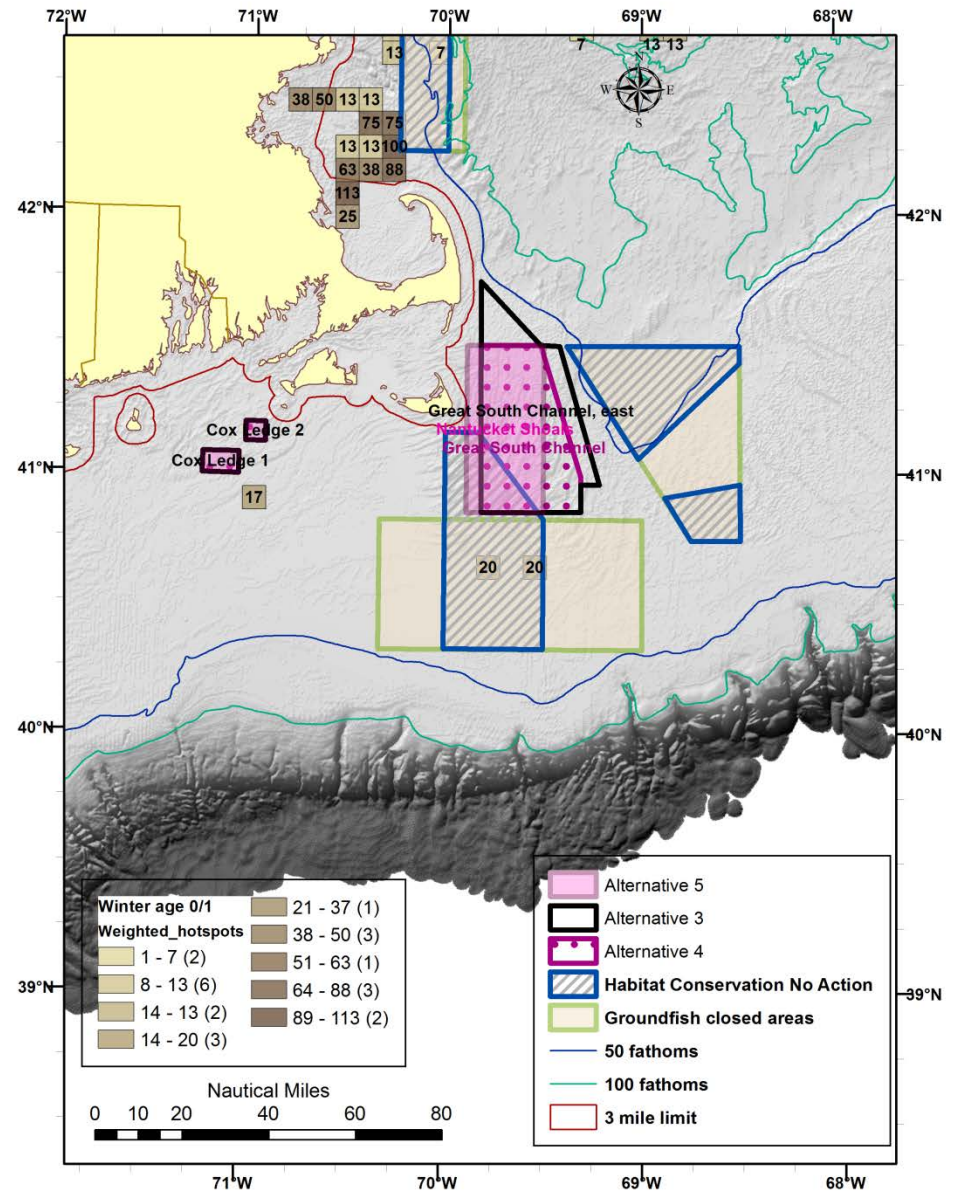 72°W 71°W 70°W 69°W 68°W
13 7 7 13 13
N
W E
S
38 50 13 13
75 75
13 13 100
63 38 88
113
25
42°N 42°N
Great South Channel, east
Cox Ledge 2 Nantucket Shoals
Great South Channel
Cox Ledge 1
41°N 41°N
17
20 20
40°N 40°N
Winter age 0/1
Weighted_hotspots
1 - 7 (2)
8 - 13 (6)
14 - 13 (2)
14 - 20 (3)
21 - 37 (1)
38 - 50 (3)
51 - 63 (1)
64 - 88 (3)
89 - 113 (2)
Alternative 5
Alternative 3
Alternative 4
Habitat Conservation No Action
Groundfish closed areas
50 fathoms
100 fathoms
3 mile limit
39°N 39°N
Nautical Miles
0 10 20 40 60 80
71°W 70°W 69°W 68°W